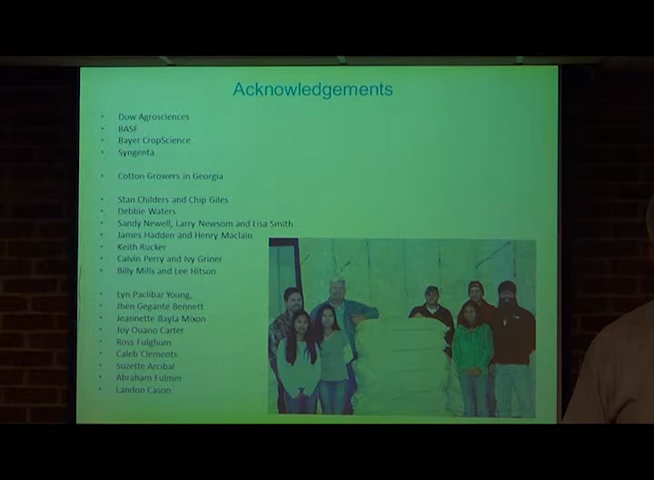 Acknowledgements
Dow Agrosciences
BASF
Bayer CropScience
Syngenta
Cotton Growers in Georgia
Stan Childers and Chip Giles
Debbie Waters
Sandy Newell, Larry Newsom and Lisa Smith
James Hadden and Henry Maclain
Keith Rucker
Calvin Perry and Ivy Griner
Billy Mills and Lee Hitson
Lyn Paclibar Young,
Jhen Gegante Bennett
Jeannette Bayla Mixon
Joy Ouano Carter
Ross Fulghum
Caleb Clements
Suzette Arcibal
Abraham Fulmer
Landon Cason